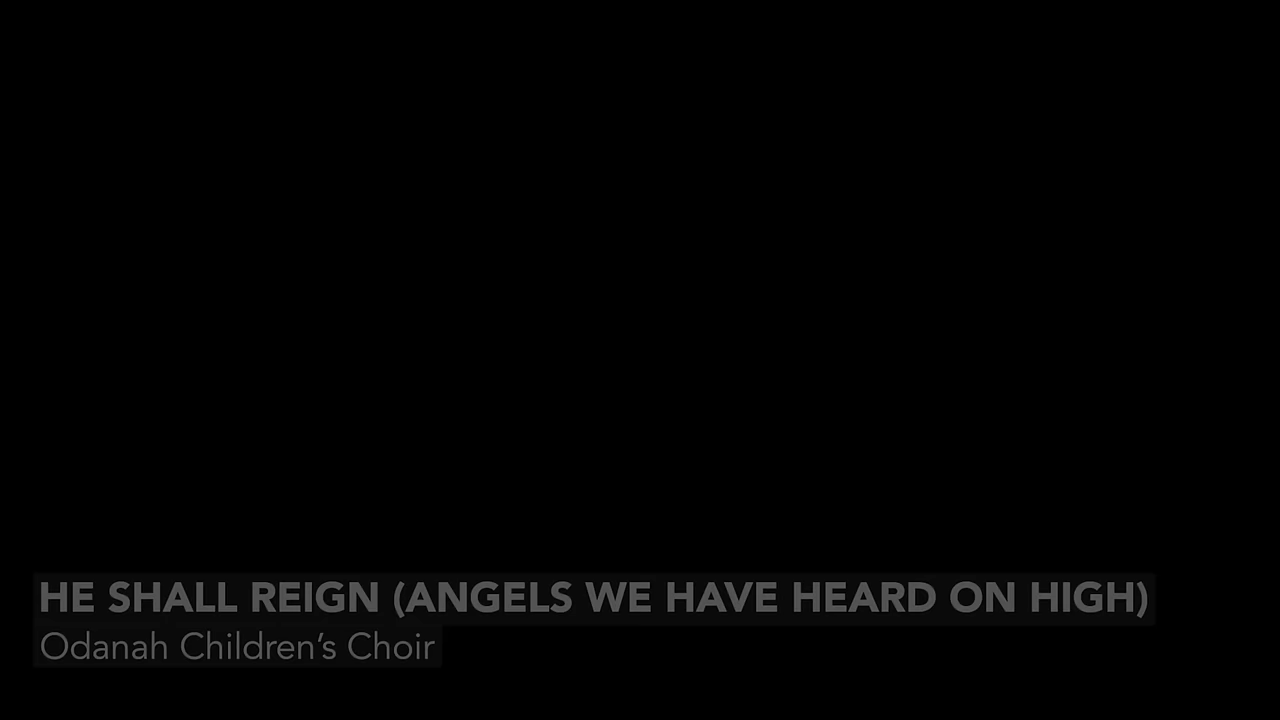 HE SHALL REIGN (ANGELS WE HAVE HEARD ON HIGH)
Odanah Children’s Choir